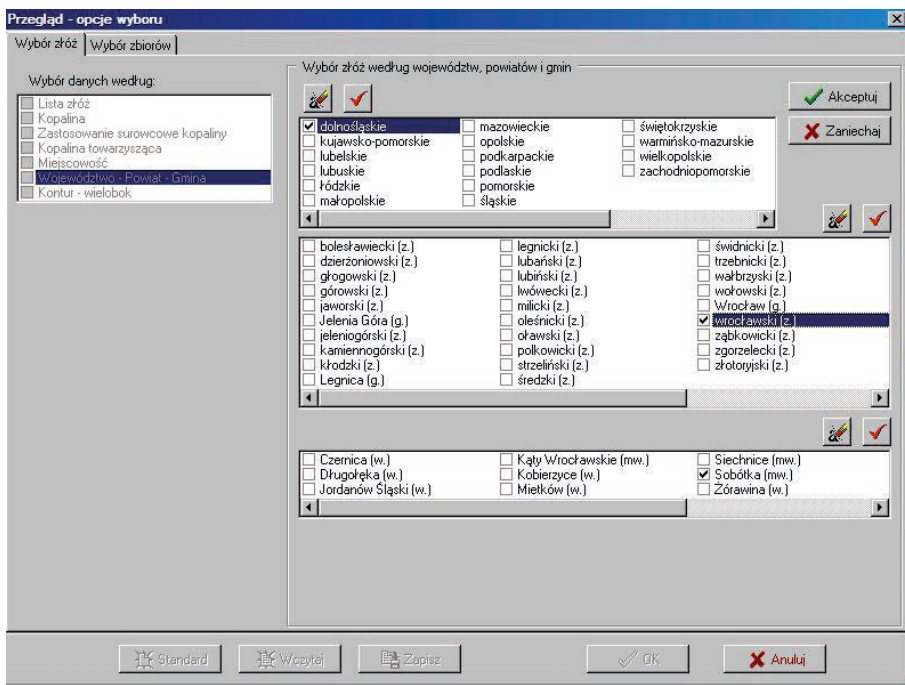 Przegląd - opcje wyboru
Wybór złóż
Wybór zbiorów
Wybór danych według:
Lista złóż
Kopalina
Zastosowanie surowcowe kopaliny
Kopalina towarzysząca
Miejscowość
Województwo - Powiat - Gmina
Kontur - wielobok
Wybór złóż według województw, powiatów i gmin
Akceptuj
Zaniechaj
dolnośląskie
kujawsko-pomorskie
lubelskie
lubuskie
łódzkie
małopolskie
mazowieckie
opolskie
podkarpackie
podlaskie
pomorskie
śląskie
świętokrzyskie
warmińsko-mazurskie
wielkopolskie
zachodniopomorskie
bolesławiecki (z.)
dzierżoniowski (z.)
głogowski (z.)
górowski (z.)
jaworski (z.)
Jelenia Góra (g.)
jeleniogórski (z.)
kamiennogórski (z.)
kłodzki (z.)
Legnica (g.)
legnicki (z.)
lubański (z.)
lubiński (z.)
lwówecki (z.)
milicki (z.)
oleśnicki (z.)
oławski (z.)
polkowicki (z.)
strzeliński (z.)
średzki (z.)
świdnicki (z.)
trzebnicki (z.)
wałbrzyski (z.)
wołowski (z.)
Wrocław (g.)
wrocławski (z.)
ząbkowicki (z.)
zgorzelecki (z.)
złotoryjski (z.)
Czernica (w.)
Długołęka (w.)
Jordanów Śląski (w.)
Kąty Wrocławskie (mw.)
Kobierzyce (w.)
Mietków (w.)
Siechnice (mw.)
Sobótka (mw.)
Żórawina (w.)
Standard
Wczytaj
Zapisz
OK
Anuluj